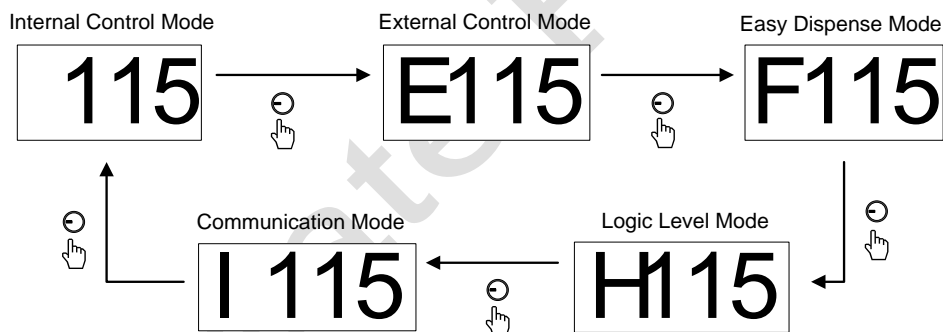 Internal Control Mode
External Control Mode
Easy Dispense Mode
115
E115
F115
Communication Mode
Logic Level Mode
I 115
H115